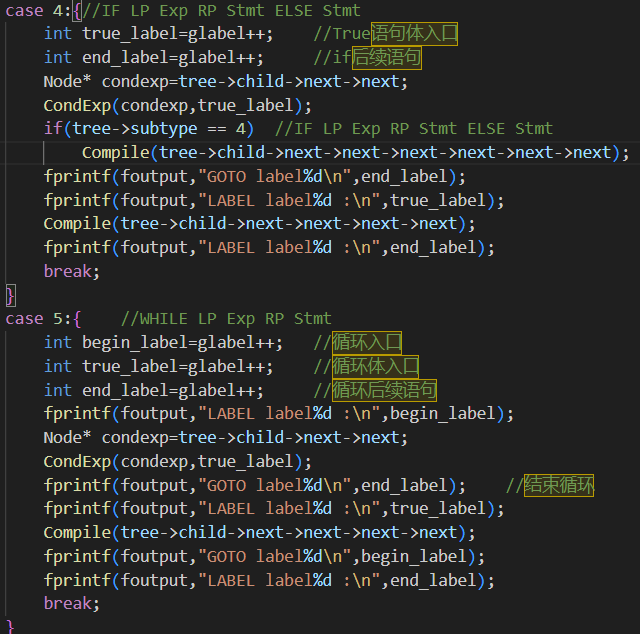 case 4:{//IF LP Exp RP Stmt ELSE Stmt
int true_label=glabel++;    //True语句体入口
int end_label=glabel++;     //if后续语句
Node* condexp=tree->child->next->next;
CondExp(condexp,true_label);
if(tree->subtype == 4)  //IF LP Exp RP Stmt ELSE Stmt
Compile(tree->child->next->next->next->next->next->next);
fprintf(foutput,"GOTO label%d\n",end_label);
fprintf(foutput,"LABEL label%d :\n",true_label);
Compile(tree->child->next->next->next->next);
fprintf(foutput,"LABEL label%d :\n",end_label);
break;
}
case 5:{    //WHILE LP Exp RP Stmt
int begin_label=glabel++;   //循环入口
int true_label=glabel++;    //循环体入口
int end_label=glabel++;     //循环后续语句
fprintf(foutput,"LABEL label%d :\n",begin_label);
Node* condexp=tree->child->next->next;
CondExp(condexp,true_label);
fprintf(foutput,"GOTO label%d\n",end_label);    //结束循环
fprintf(foutput,"LABEL label%d :\n",true_label);
Compile(tree->child->next->next->next->next);
fprintf(foutput,"GOTO label%d\n",begin_label);
fprintf(foutput,"LABEL label%d :\n",end_label);
break;
}